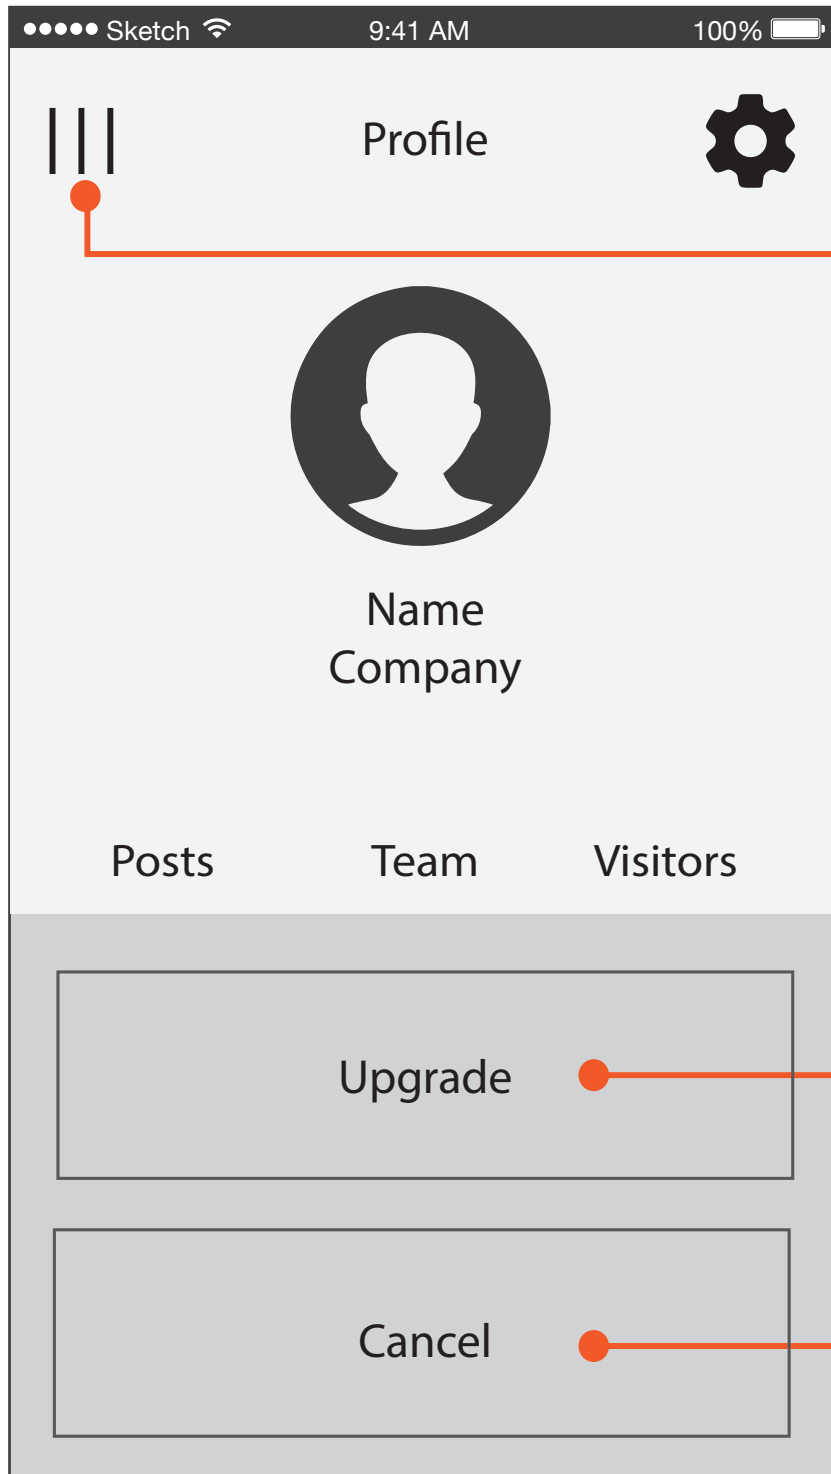 Sketch 9:41 AM 100%
Profile
Name
Company
Posts Team Visitors
Upgrade
Cancel